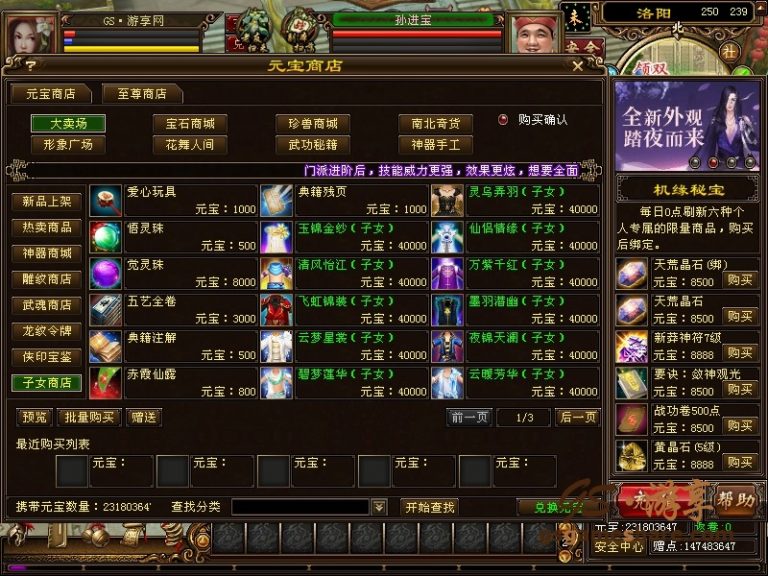 GS·游享网
孙进宝
洛阳 250 239
北
未
社
安全
元宝商店
元宝商店 至尊商店
大卖场 宝石商城 珍兽商城 南北奇货 购买确认
形象广场 花舞人间 武功秘籍 神器手工
门派进阶后，技能威力更强，效果更炫，想要全面
新品上架
热卖商品
神器商城
雕纹商店
武魂商店
龙纹令牌
侠印宝鉴
子女商店
爱心玩具 元宝：1000
典籍残页 元宝：1000
灵鸟弄羽（子女） 元宝：40000
悟灵珠 元宝：500
玉锦金纱（子女） 元宝：40000
仙侣情缘（子女） 元宝：40000
觉灵珠 元宝：8000
清风怡江（子女） 元宝：40000
万紫千红（子女） 元宝：40000
五艺全卷 元宝：3000
飞虹锦装（子女） 元宝：40000
墨羽潜幽（子女） 元宝：40000
典籍注解 元宝：500
云梦星裳（子女） 元宝：40000
夜锦天澜（子女） 元宝：40000
赤霞仙露 元宝：800
碧梦莲华（子女） 元宝：40000
云暖芳华（子女） 元宝：40000
预览 批量购买 赠送 前一页 1/3 后一页
最近购买列表
元宝： 元宝： 元宝： 元宝： 元宝：
携带元宝数量：23180364 查找分类 开始查找 兑换元
全新外观
踏夜而来
机缘秘宝
每日0点刷新六种个
人专属的限量商品，购买
后绑定。
天荒晶石（绑）
元宝：8500 购买
天荒晶石
元宝：8500 购买
新莽神符7级
元宝：8888 购买
要诀：敛神观光
元宝：8500 购买
战功卷500点
元宝：8500 购买
黄晶石（5级）
元宝：8888 购买
充 帮助
GS 游享
元宝：231803647
安全中心 赠点：147483647